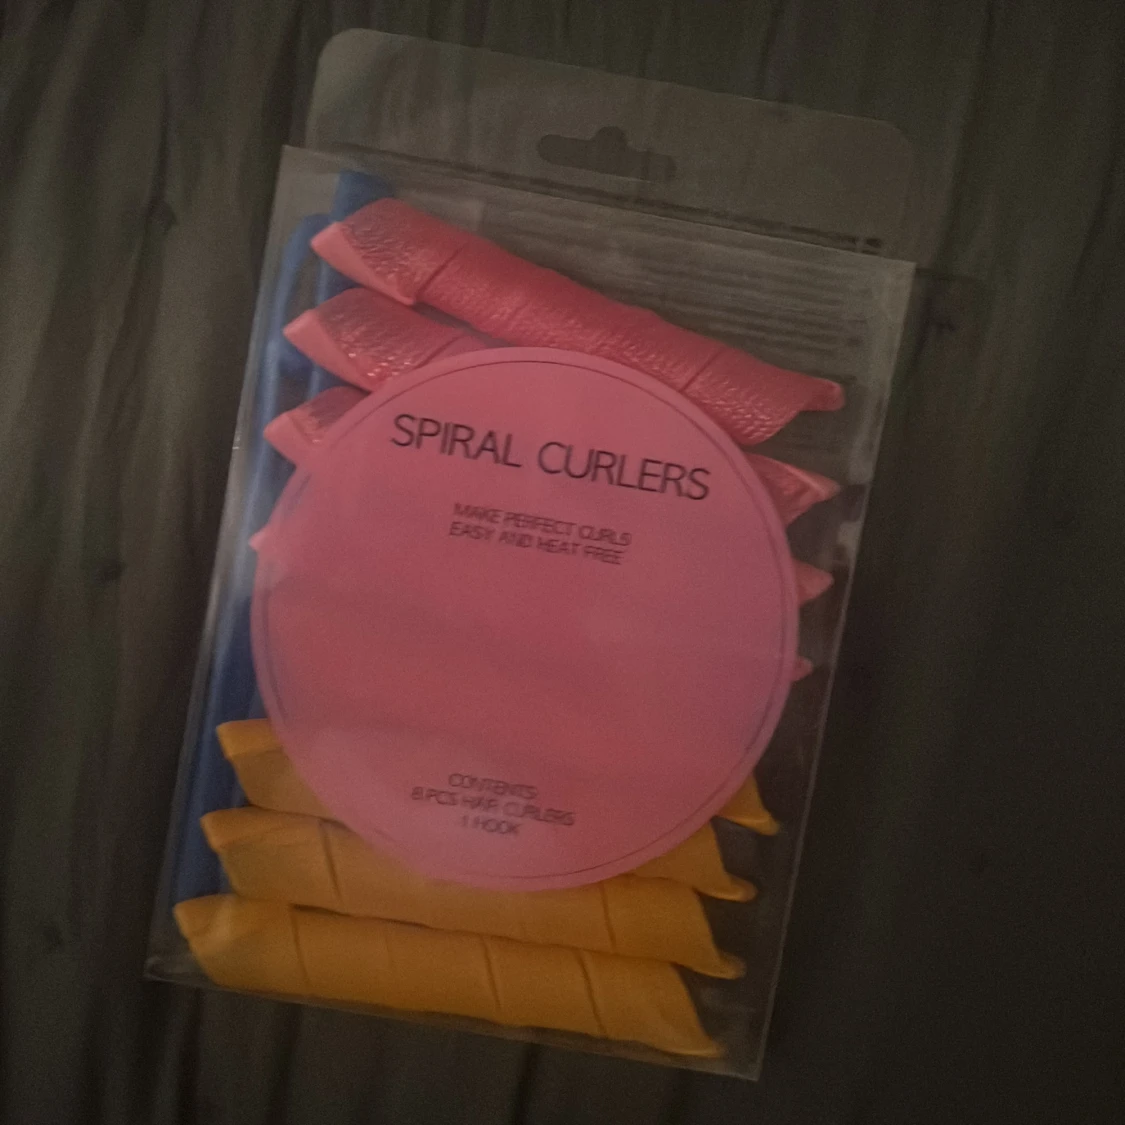 SPIRAL CURLERS
MAKE PERFECT CURLS
EASY AND HEAT FREE
CONTENTS:
8 PCS HAIR CURLERS
1 HOOK